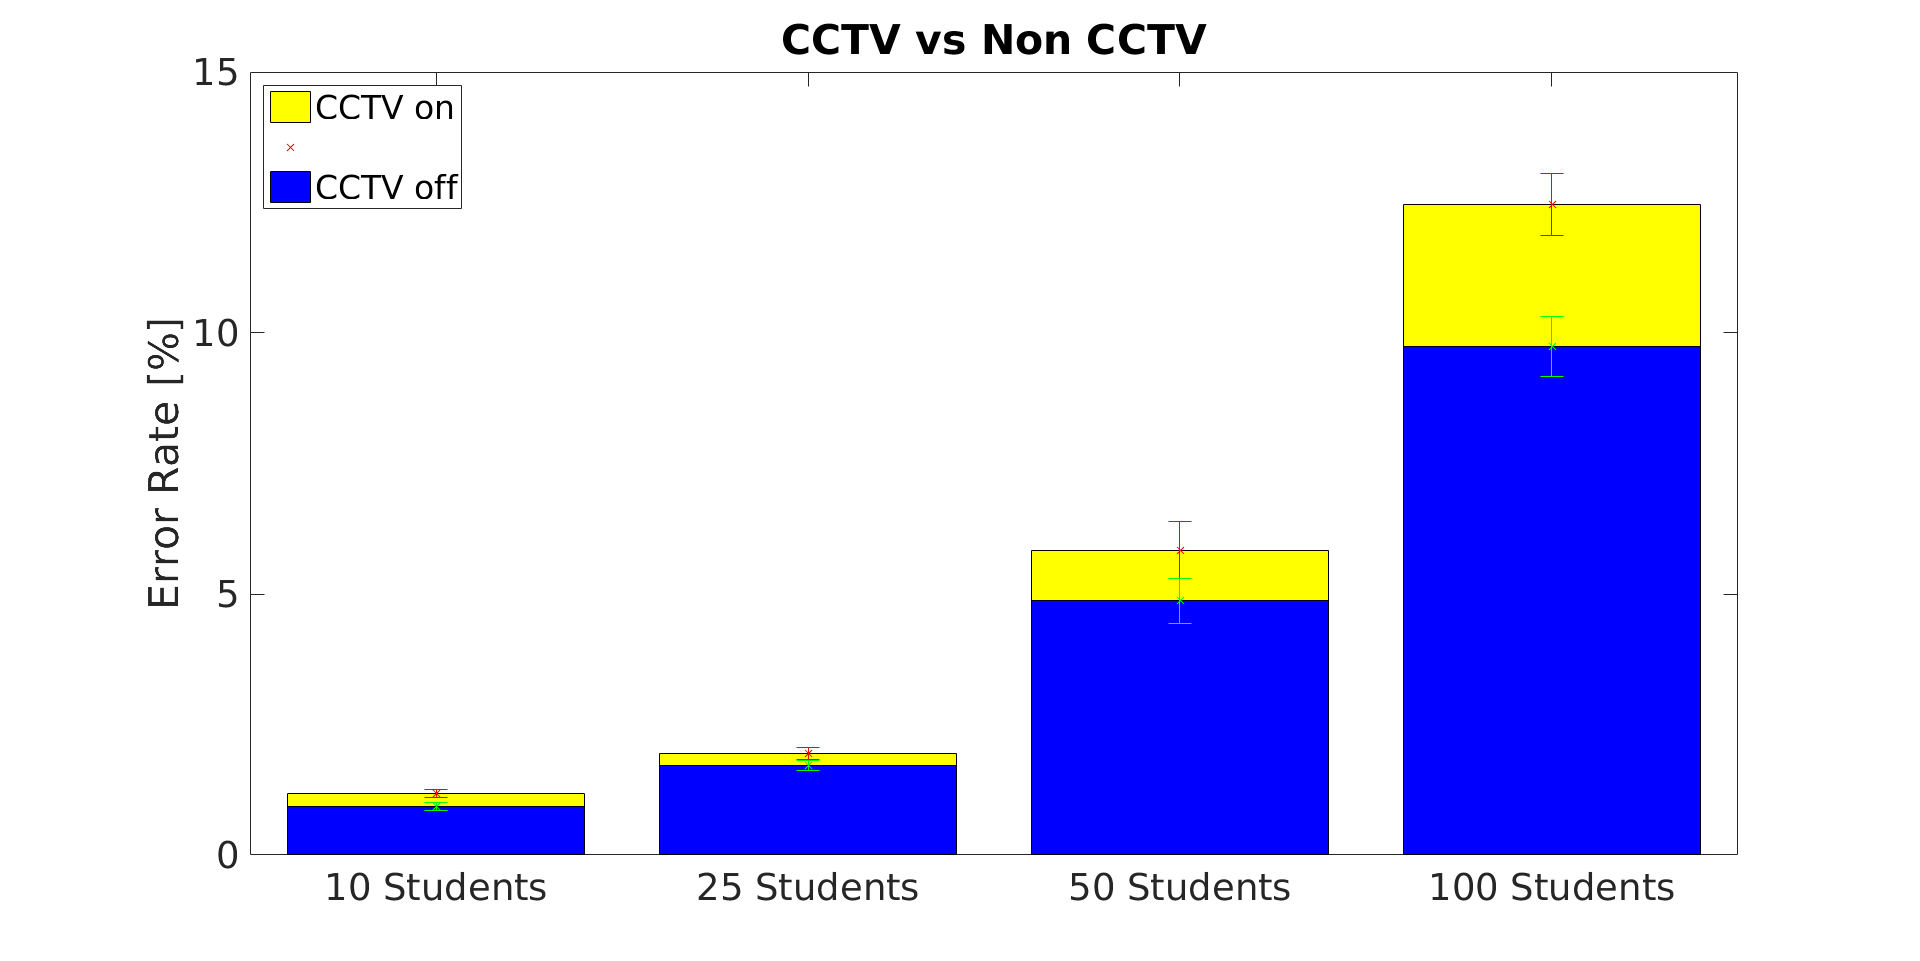 CCTV vs Non CCTV
15
CCTV on
CCTV off
10
5
0
Error Rate [%]
10 Students
25 Students
50 Students
100 Students